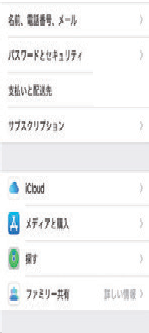 名前、電話番号、メール
パスワードとセキュリティ
支払いと配送先
サブスクリプション
iCloud
メディアと購入
探す
ファミリー共有 詳しい情報